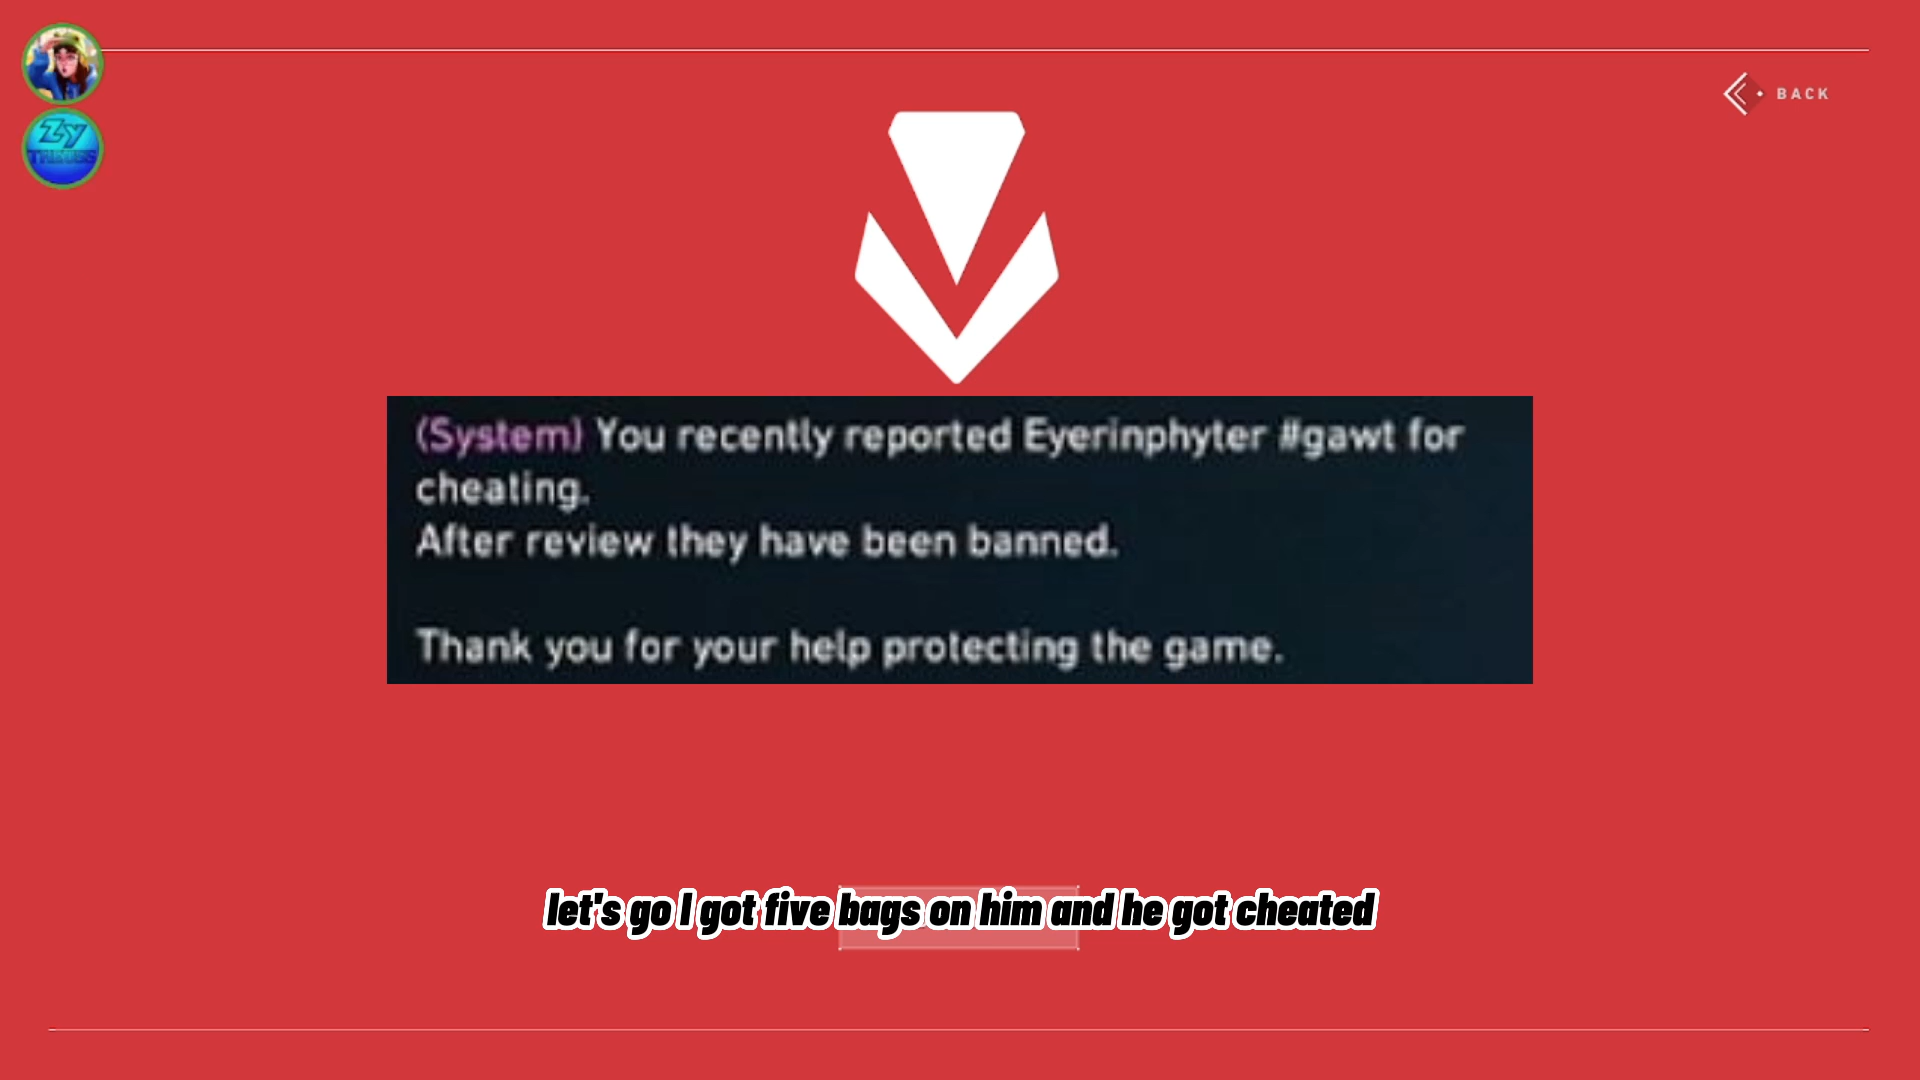 BACK
Zy
(System) You recently reported Eyerinphyter #gawt for
cheating.
After review they have been banned.
Thank you for your help protecting the game.
let's go I got five bags on him and he got cheated